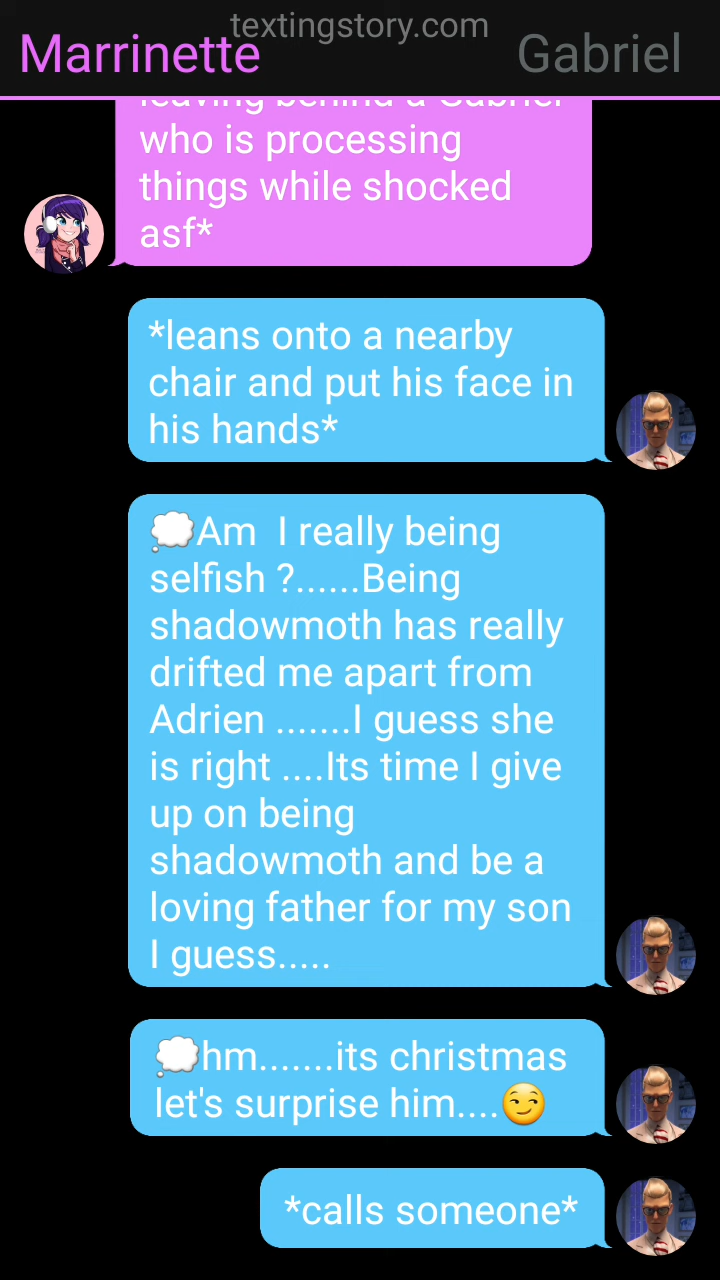 textingstory.com
Marrinette
Gabriel
leaving behind a Gabriel
who is processing
things while shocked
asf*
*leans onto a nearby
chair and put his face in
his hands*
💭Am  I really being
selfish ?......Being
shadowmoth has really
drifted me apart from
Adrien .......I guess she
is right ....Its time I give
up on being
shadowmoth and be a
loving father for my son
I guess.....
💭hm.......its christmas
let's surprise him....😏
*calls someone*